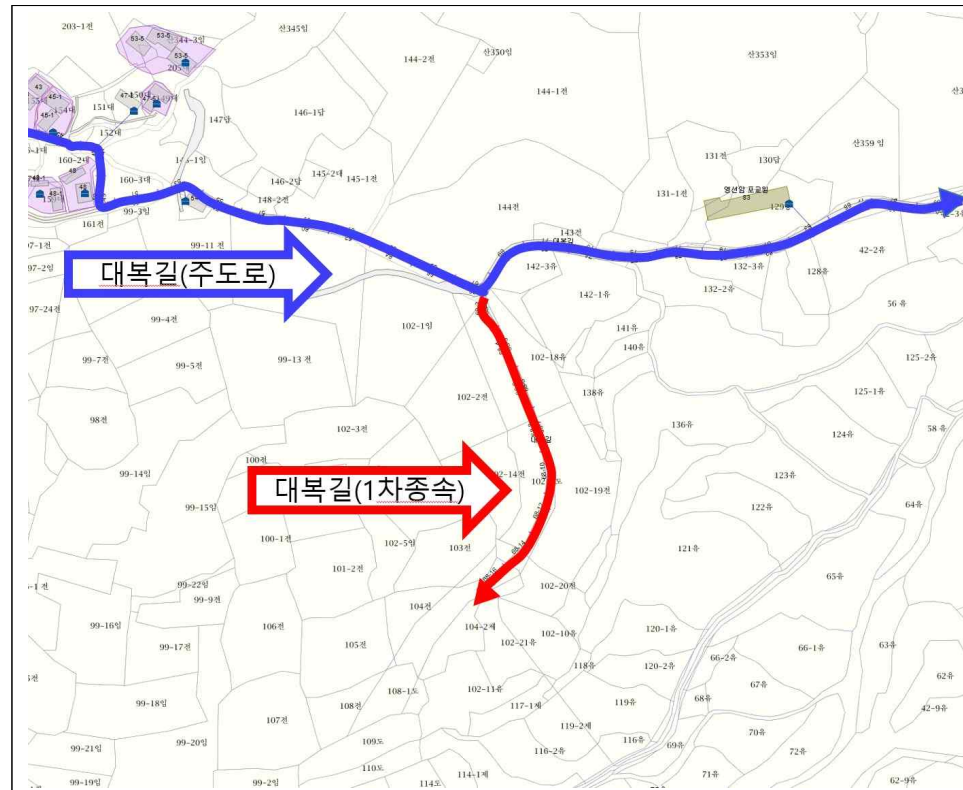 203-1전
산345임
144-2전
산350임
산353임
53-5
53-5
144-1전
43
45-1
154대
151대
47-1
152대
147답
146-1답
160-2대
146-2답
145-2대
145-1전
131전
130답
산359 임
48
160-3대
148-2전
131-1전
영선암 포교원
83
99-3임
144전
161전
143전
대복길
99-11 전
142-3유
132-3유
42-2유
대복길(주도로)
128유
132-2유
142-1유
56 유
97-24전
99-4전
102-1임
141유
140유
99-7전
99-5전
99-13 전
102-18유
125-2유
138유
125-1유
102-2전
98전
102-3전
136유
124유
58 유
100전
99-14임
123유
대복길(1차종속)
102-19전
99-15임
122유
64유
100-1전
102-5임
103전
121유
101-2전
65유
99-22임
99-9전
102-20전
104전
99-16임
106전
104-2제
120-1유
102-10유
102-21유
105전
99-17전
66-1유
63유
66-2유
118유
120-2유
62유
108-1도
102-11유
67유
99-18임
108전
117-1제
119유
68유
42-9유
107전
119-2제
70유
109도
116유
69유
99-21임
99-20임
116-2유
72유
110도
114-1제
71유
99-19임
99-2임
114도
62-9유